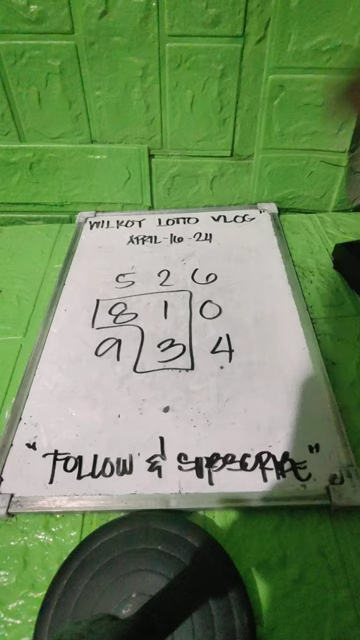 WILKOT LOTTO VLOG"
APRIL-16-24
5 2 6
8 1 0
9 3 4
"FOLLOW & SUBSCRIBE"